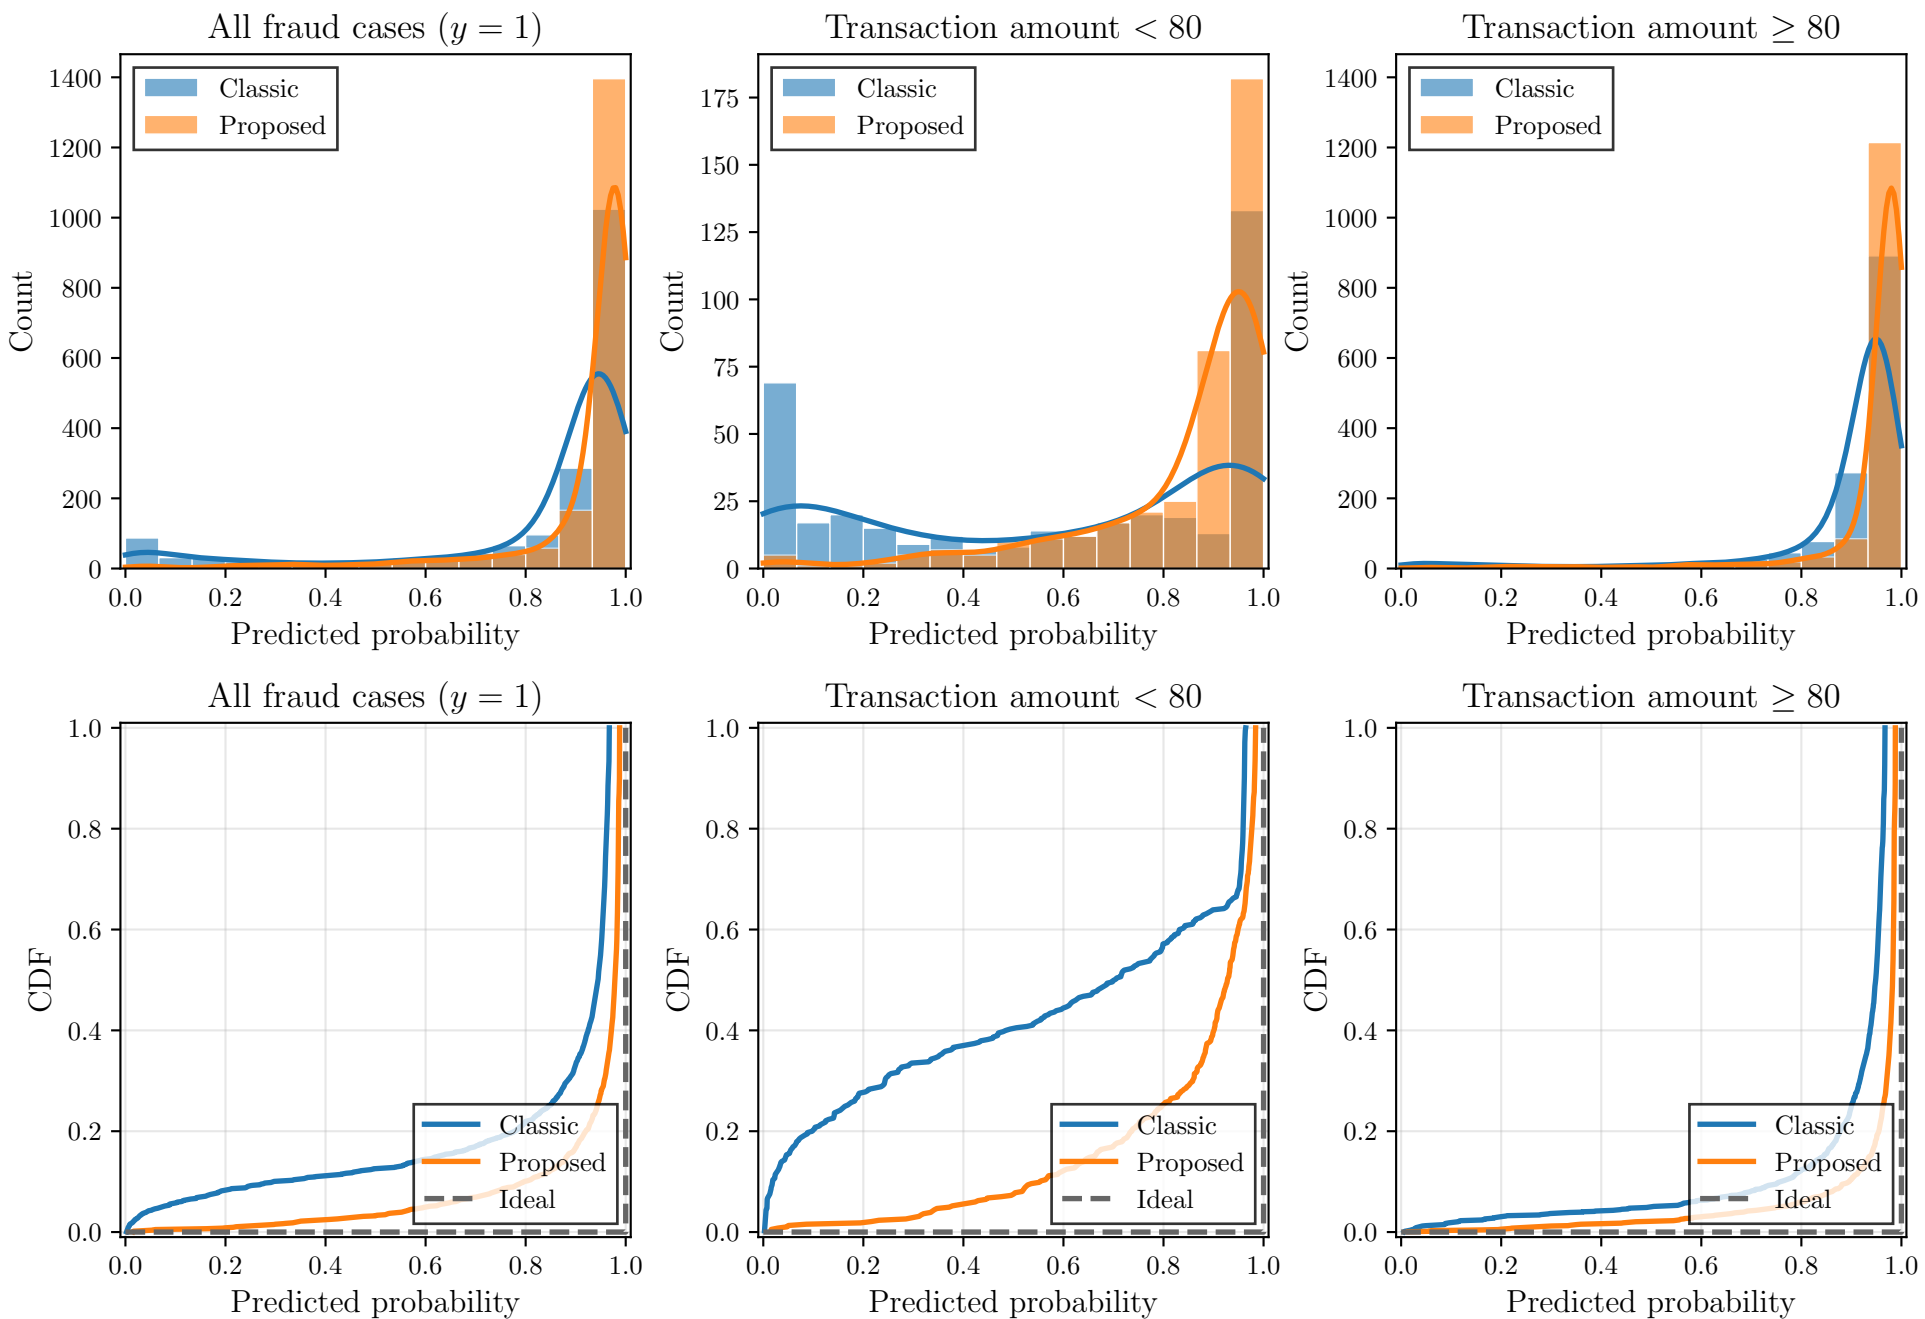 All fraud cases (y = 1)
Classic
Proposed
Count
0
200
400
600
800
1000
1200
1400
0.0 0.2 0.4 0.6 0.8 1.0
Predicted probability
Transaction amount < 80
Classic
Proposed
Count
0
25
50
75
100
125
150
175
0.0 0.2 0.4 0.6 0.8 1.0
Predicted probability
Transaction amount ≥ 80
Classic
Proposed
Count
0
200
400
600
800
1000
1200
1400
0.0 0.2 0.4 0.6 0.8 1.0
Predicted probability
All fraud cases (y = 1)
CDF
0.0
0.2
0.4
0.6
0.8
1.0
Classic
Proposed
Ideal
0.0 0.2 0.4 0.6 0.8 1.0
Predicted probability
Transaction amount < 80
CDF
0.0
0.2
0.4
0.6
0.8
1.0
Classic
Proposed
Ideal
0.0 0.2 0.4 0.6 0.8 1.0
Predicted probability
Transaction amount ≥ 80
CDF
0.0
0.2
0.4
0.6
0.8
1.0
Classic
Proposed
Ideal
0.0 0.2 0.4 0.6 0.8 1.0
Predicted probability